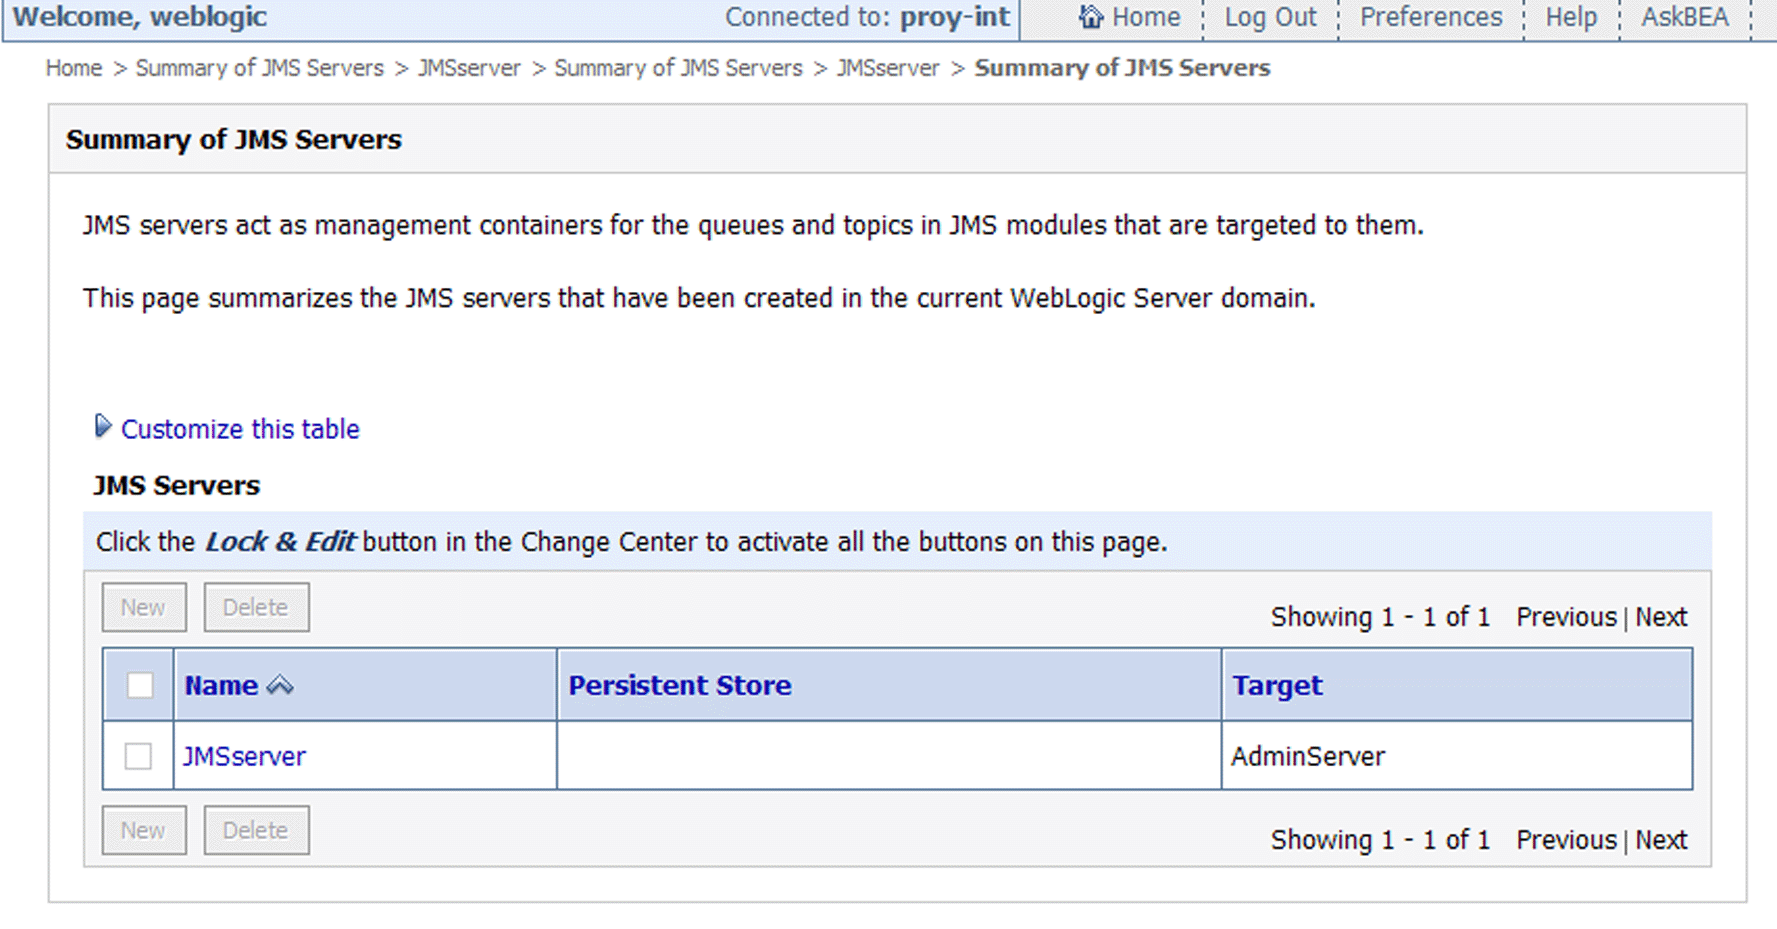 Welcome, weblogic Connected to: proy-int Home Log Out Preferences Help AskBEA
Home > Summary of JMS Servers > JMSserver > Summary of JMS Servers > JMSserver > Summary of JMS Servers
Summary of JMS Servers
JMS servers act as management containers for the queues and topics in JMS modules that are targeted to them.
This page summarizes the JMS servers that have been created in the current WebLogic Server domain.
Customize this table
JMS Servers
Click the Lock & Edit button in the Change Center to activate all the buttons on this page.
New Delete Showing 1 - 1 of 1 Previous | Next
Name Persistent Store Target
JMSserver AdminServer
New Delete Showing 1 - 1 of 1 Previous | Next